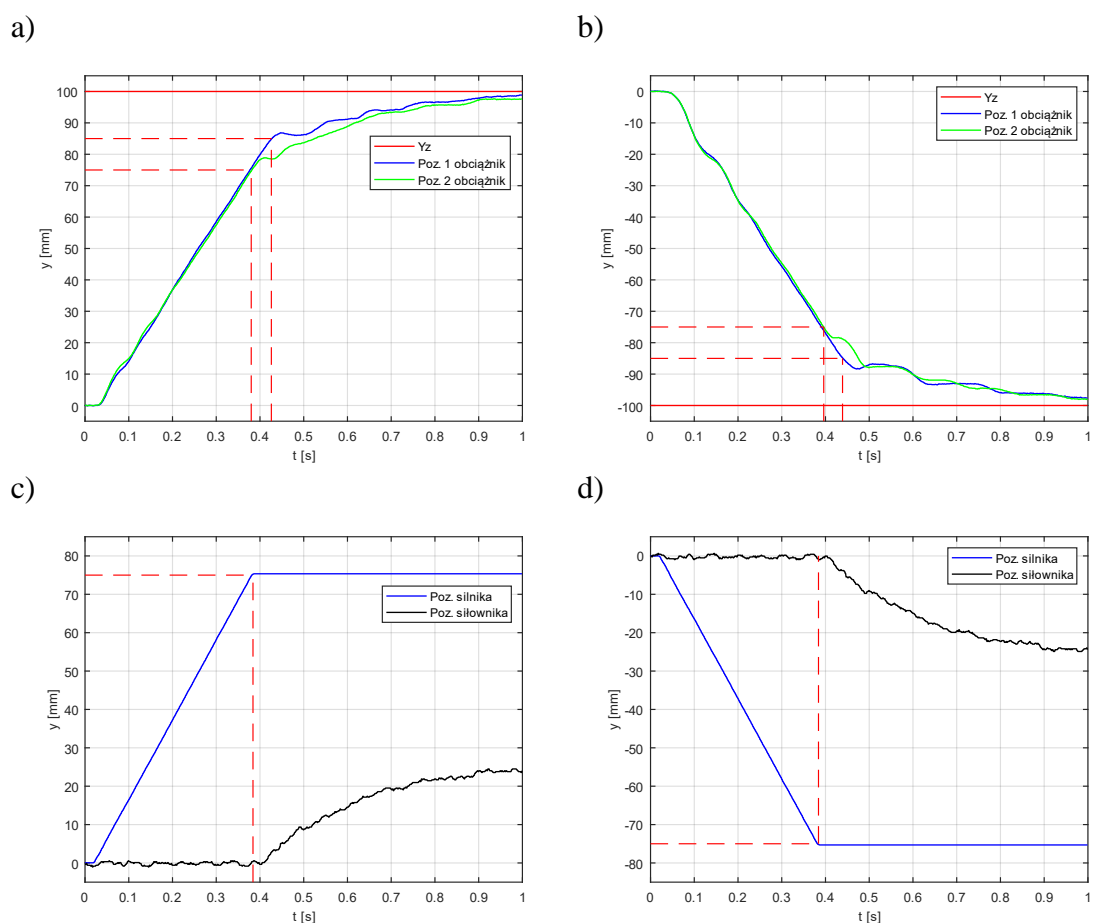 a)
100
90
80
70
60
50
40
30
20
10
0
y [mm]
Yz
Poz. 1 obciążnik
Poz. 2 obciążnik
0 0.1 0.2 0.3 0.4 0.5 0.6 0.7 0.8 0.9 1
t [s]
b)
0
-10
-20
-30
-40
-50
-60
-70
-80
-90
-100
y [mm]
Yz
Poz. 1 obciążnik
Poz. 2 obciążnik
0 0.1 0.2 0.3 0.4 0.5 0.6 0.7 0.8 0.9 1
t [s]
c)
80
70
60
50
40
30
20
10
0
y [mm]
Poz. silnika
Poz. siłownika
0 0.1 0.2 0.3 0.4 0.5 0.6 0.7 0.8 0.9 1
t [s]
d)
0
-10
-20
-30
-40
-50
-60
-70
-80
y [mm]
Poz. silnika
Poz. siłownika
0 0.1 0.2 0.3 0.4 0.5 0.6 0.7 0.8 0.9 1
t [s]